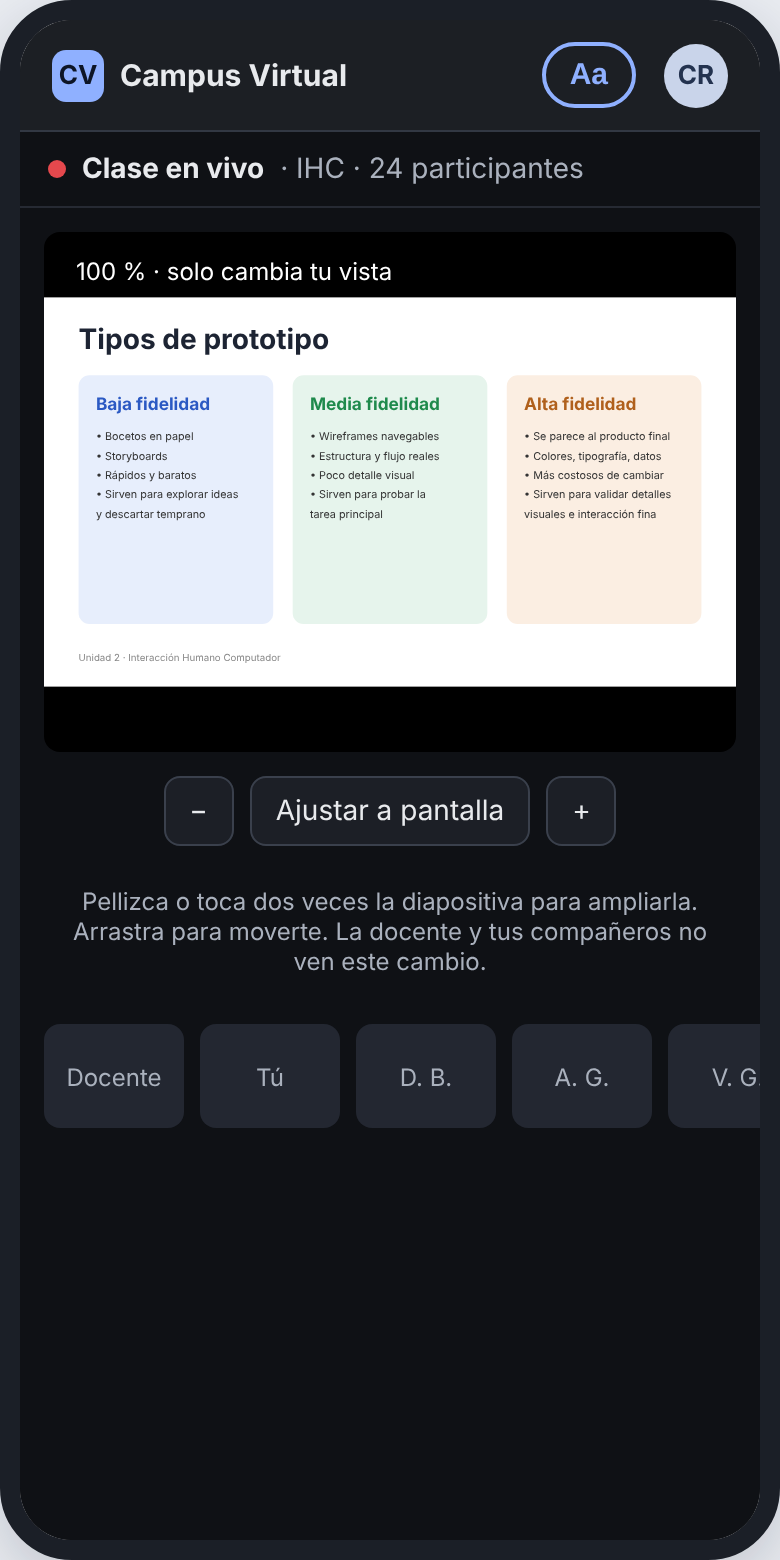 CV Campus Virtual Aa CR
Clase en vivo · IHC · 24 participantes
100 % · solo cambia tu vista
Tipos de prototipo
Baja fidelidad
• Bocetos en papel
• Storyboards
• Rápidos y baratos
• Sirven para explorar ideas
y descartar temprano
Media fidelidad
• Wireframes navegables
• Estructura y flujo reales
• Poco detalle visual
• Sirven para probar la
tarea principal
Alta fidelidad
• Se parece al producto final
• Colores, tipografía, datos
• Más costosos de cambiar
• Sirven para validar detalles
visuales e interacción fina
Unidad 2 · Interacción Humano Computador
− Ajustar a pantalla +
Pellizca o toca dos veces la diapositiva para ampliarla.
Arrastra para moverte. La docente y tus compañeros no
ven este cambio.
Docente Tú D. B. A. G. V. G.